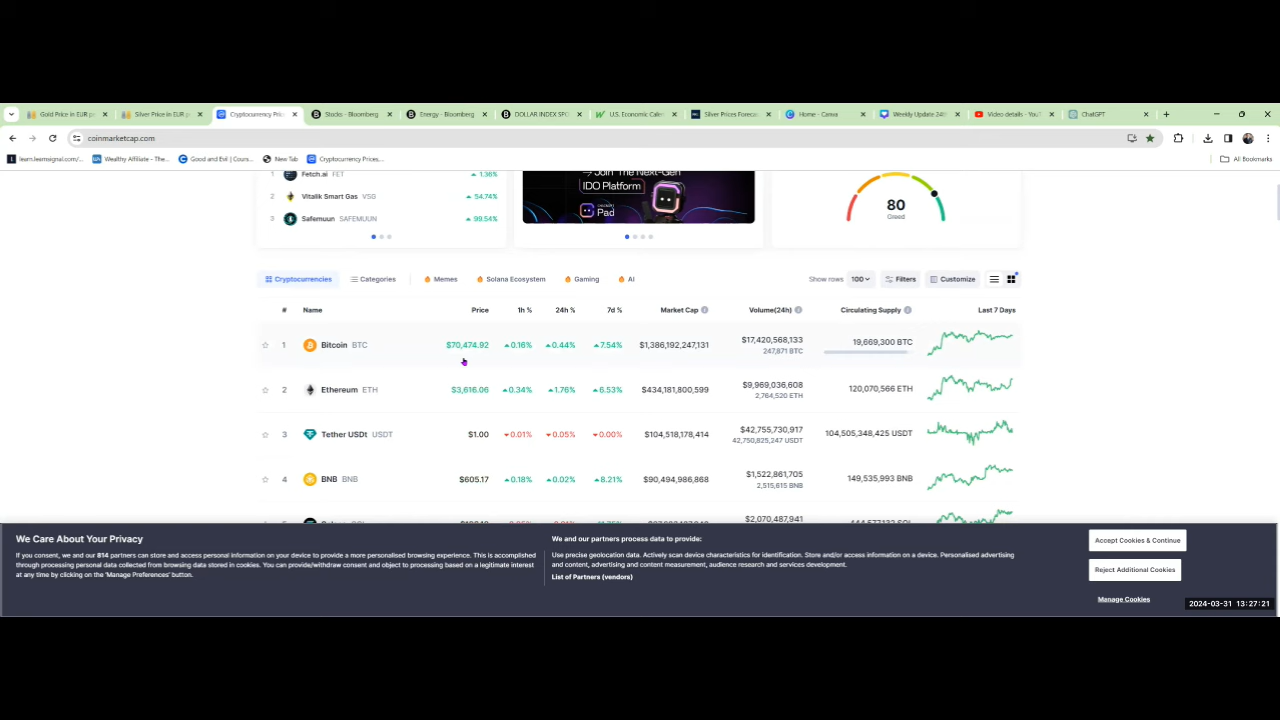 Gold Price in EUR p
Silver Price in EUR p
Cryptocurrency Pric
Stocks - Bloomberg
Energy - Bloomberg
DOLLAR INDEX SPO
U.S. Economic Calen
Silver Prices Forecas
Home - Canva
Weekly Update 24th
Video details - YouT
ChatGPT
coinmarketcap.com
learn.learnsignal.com/...
Wealthy Affiliate – The...
Good and Evil | Cours...
New Tab
Cryptocurrency Prices,...
All Bookmarks
1 Fetch.ai FET 1.36%
2 Vitalik Smart Gas VSG 54.74%
3 Safemuun SAFEMUUN 99.54%
Join The Next-Gen
IDO Platform
Pad
80
Greed
Cryptocurrencies Categories Memes Solana Ecosystem Gaming AI Show rows 100 Filters Customize
# Name Price 1h % 24h % 7d % Market Cap Volume(24h) Circulating Supply Last 7 Days
1 Bitcoin BTC $70,474.92 0.16% 0.44% 7.54% $1,386,192,247,131 $17,420,568,133 19,669,300 BTC
247,871 BTC
2 Ethereum ETH $3,616.06 0.34% 1.76% 6.53% $434,181,800,599 $9,969,036,608 120,070,566 ETH
2,764,520 ETH
3 Tether USDt USDT $1.00 0.01% 0.05% 0.00% $104,518,178,414 $42,755,730,917 104,505,348,425 USDT
42,750,825,247 USDT
4 BNB BNB $605.17 0.18% 0.02% 8.21% $90,494,986,868 $1,522,861,705 149,535,993 BNB
2,515,615 BNB
$2,070,487,941
We Care About Your Privacy
If you consent, we and our 814 partners can store and access personal information on your device to provide a more personalised browsing experience. This is accomplished
through processing personal data collected from browsing data stored in cookies. You can provide/withdraw consent and object to processing based on a legitimate interest
at any time by clicking on the 'Manage Preferences' button.
We and our partners process data to provide:
Use precise geolocation data. Actively scan device characteristics for identification. Store and/or access information on a device. Personalised advertising
and content, advertising and content measurement, audience research and services development.
List of Partners (vendors)
Accept Cookies & Continue
Reject Additional Cookies
Manage Cookies
2024-03-31 13:27:21